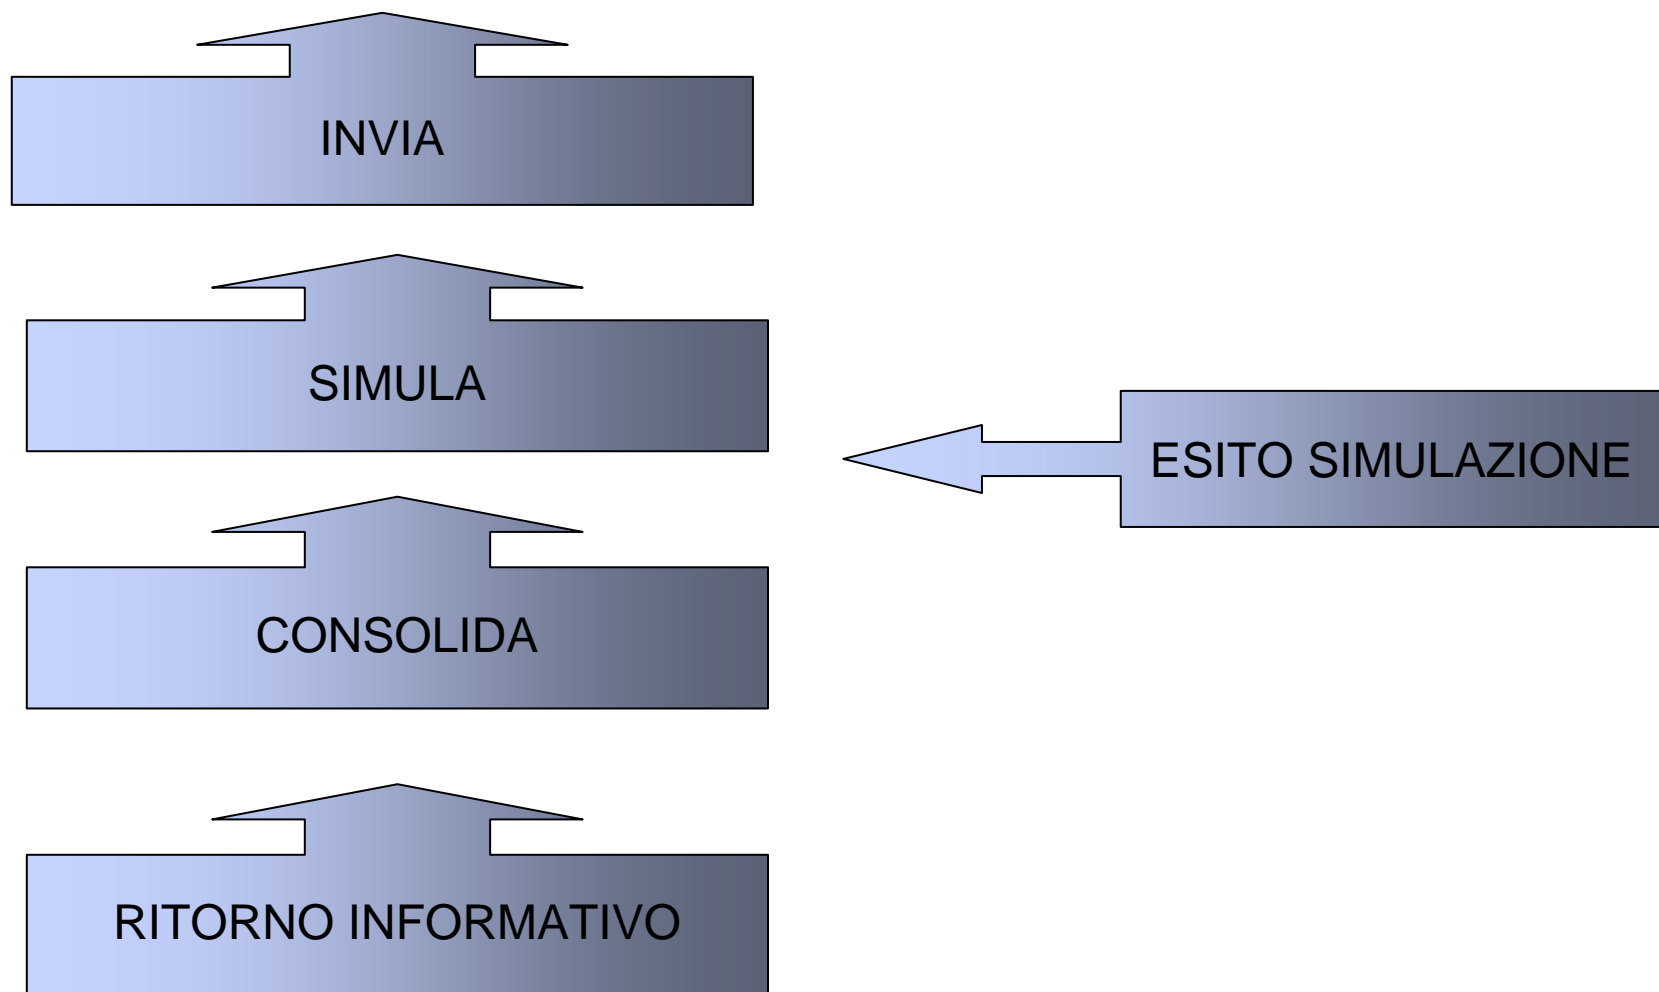 INVIA
SIMULA
ESITO SIMULAZIONE
CONSOLIDA
RITORNO INFORMATIVO